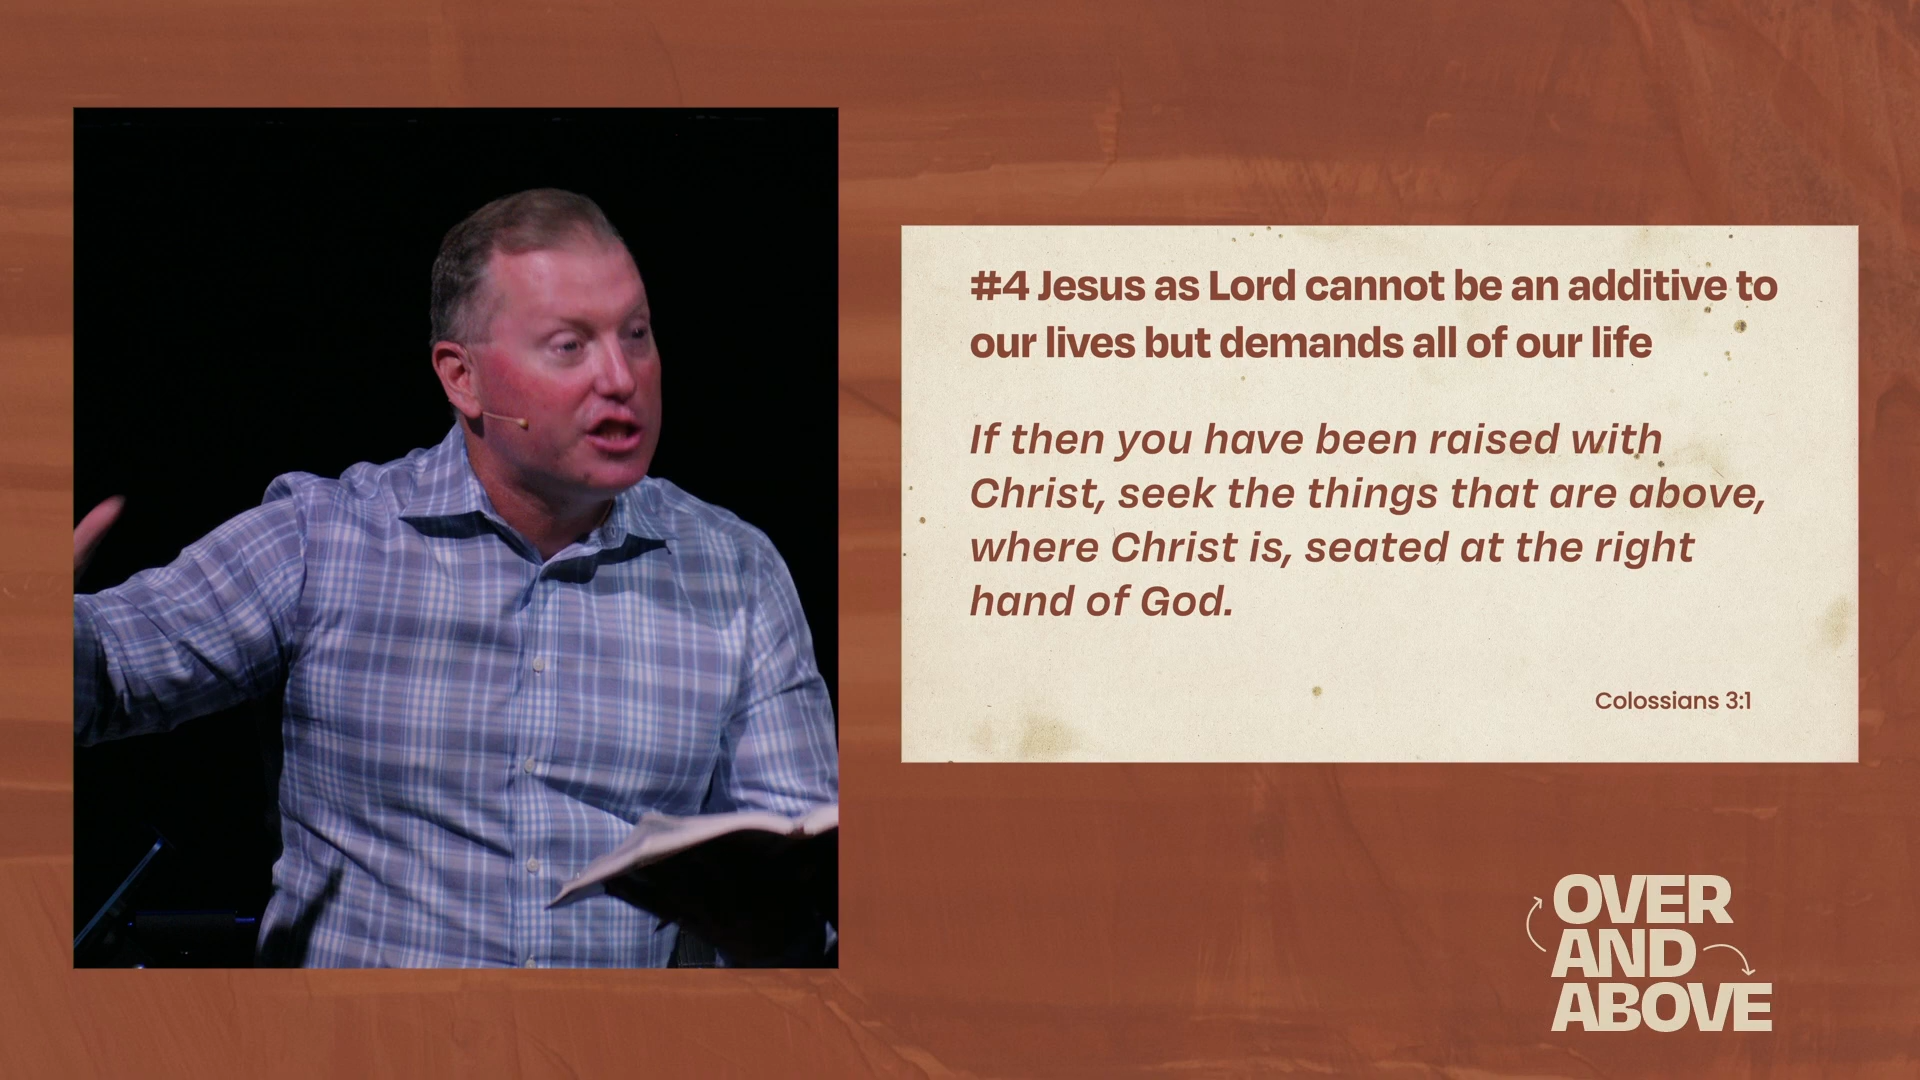 #4 Jesus as Lord cannot be an additive to
our lives but demands all of our life
If then you have been raised with
Christ, seek the things that are above,
where Christ is, seated at the right
hand of God.
Colossians 3:1
OVER
AND
ABOVE